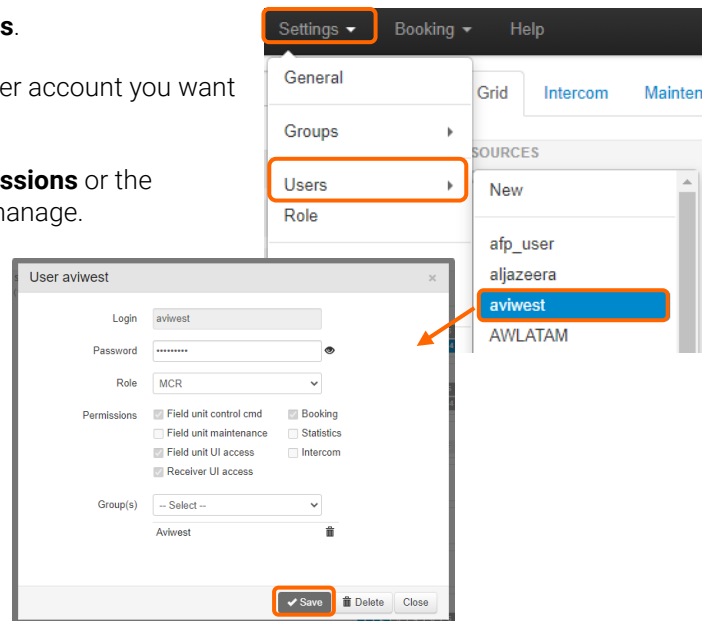 s.
er account you want
ssions or the
nanage.
Settings Booking Help
General
Groups
Users
Role
Grid Intercom Mainten
SOURCES
New
afp_user
aljazeera
aviwest
AWLATAM
User aviwest ×
Login aviwest
Password •••••••••
Role MCR
Permissions Field unit control cmd Booking
Field unit maintenance Statistics
Field unit UI access Intercom
Receiver UI access
Group(s) -- Select --
Aviwest
Save Delete Close